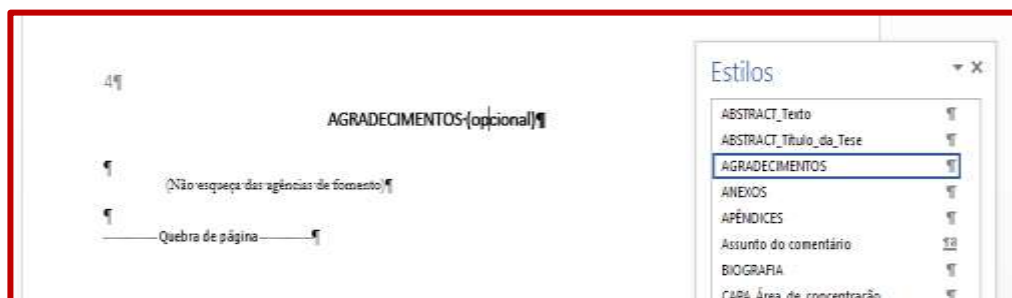 4¶
AGRADECIMENTOS·(opcional)¶
¶
(Não·esqueça·das·agências·de·fomento)¶
¶
Quebra de página¶
Estilos
ABSTRACT_Texto ¶
ABSTRACT_Título_da_Tese ¶
AGRADECIMENTOS ¶
ANEXOS ¶
APÊNDICES ¶
Assunto do comentário ¶a
BIOGRAFIA ¶
CAPA_Área_de_concentração ¶